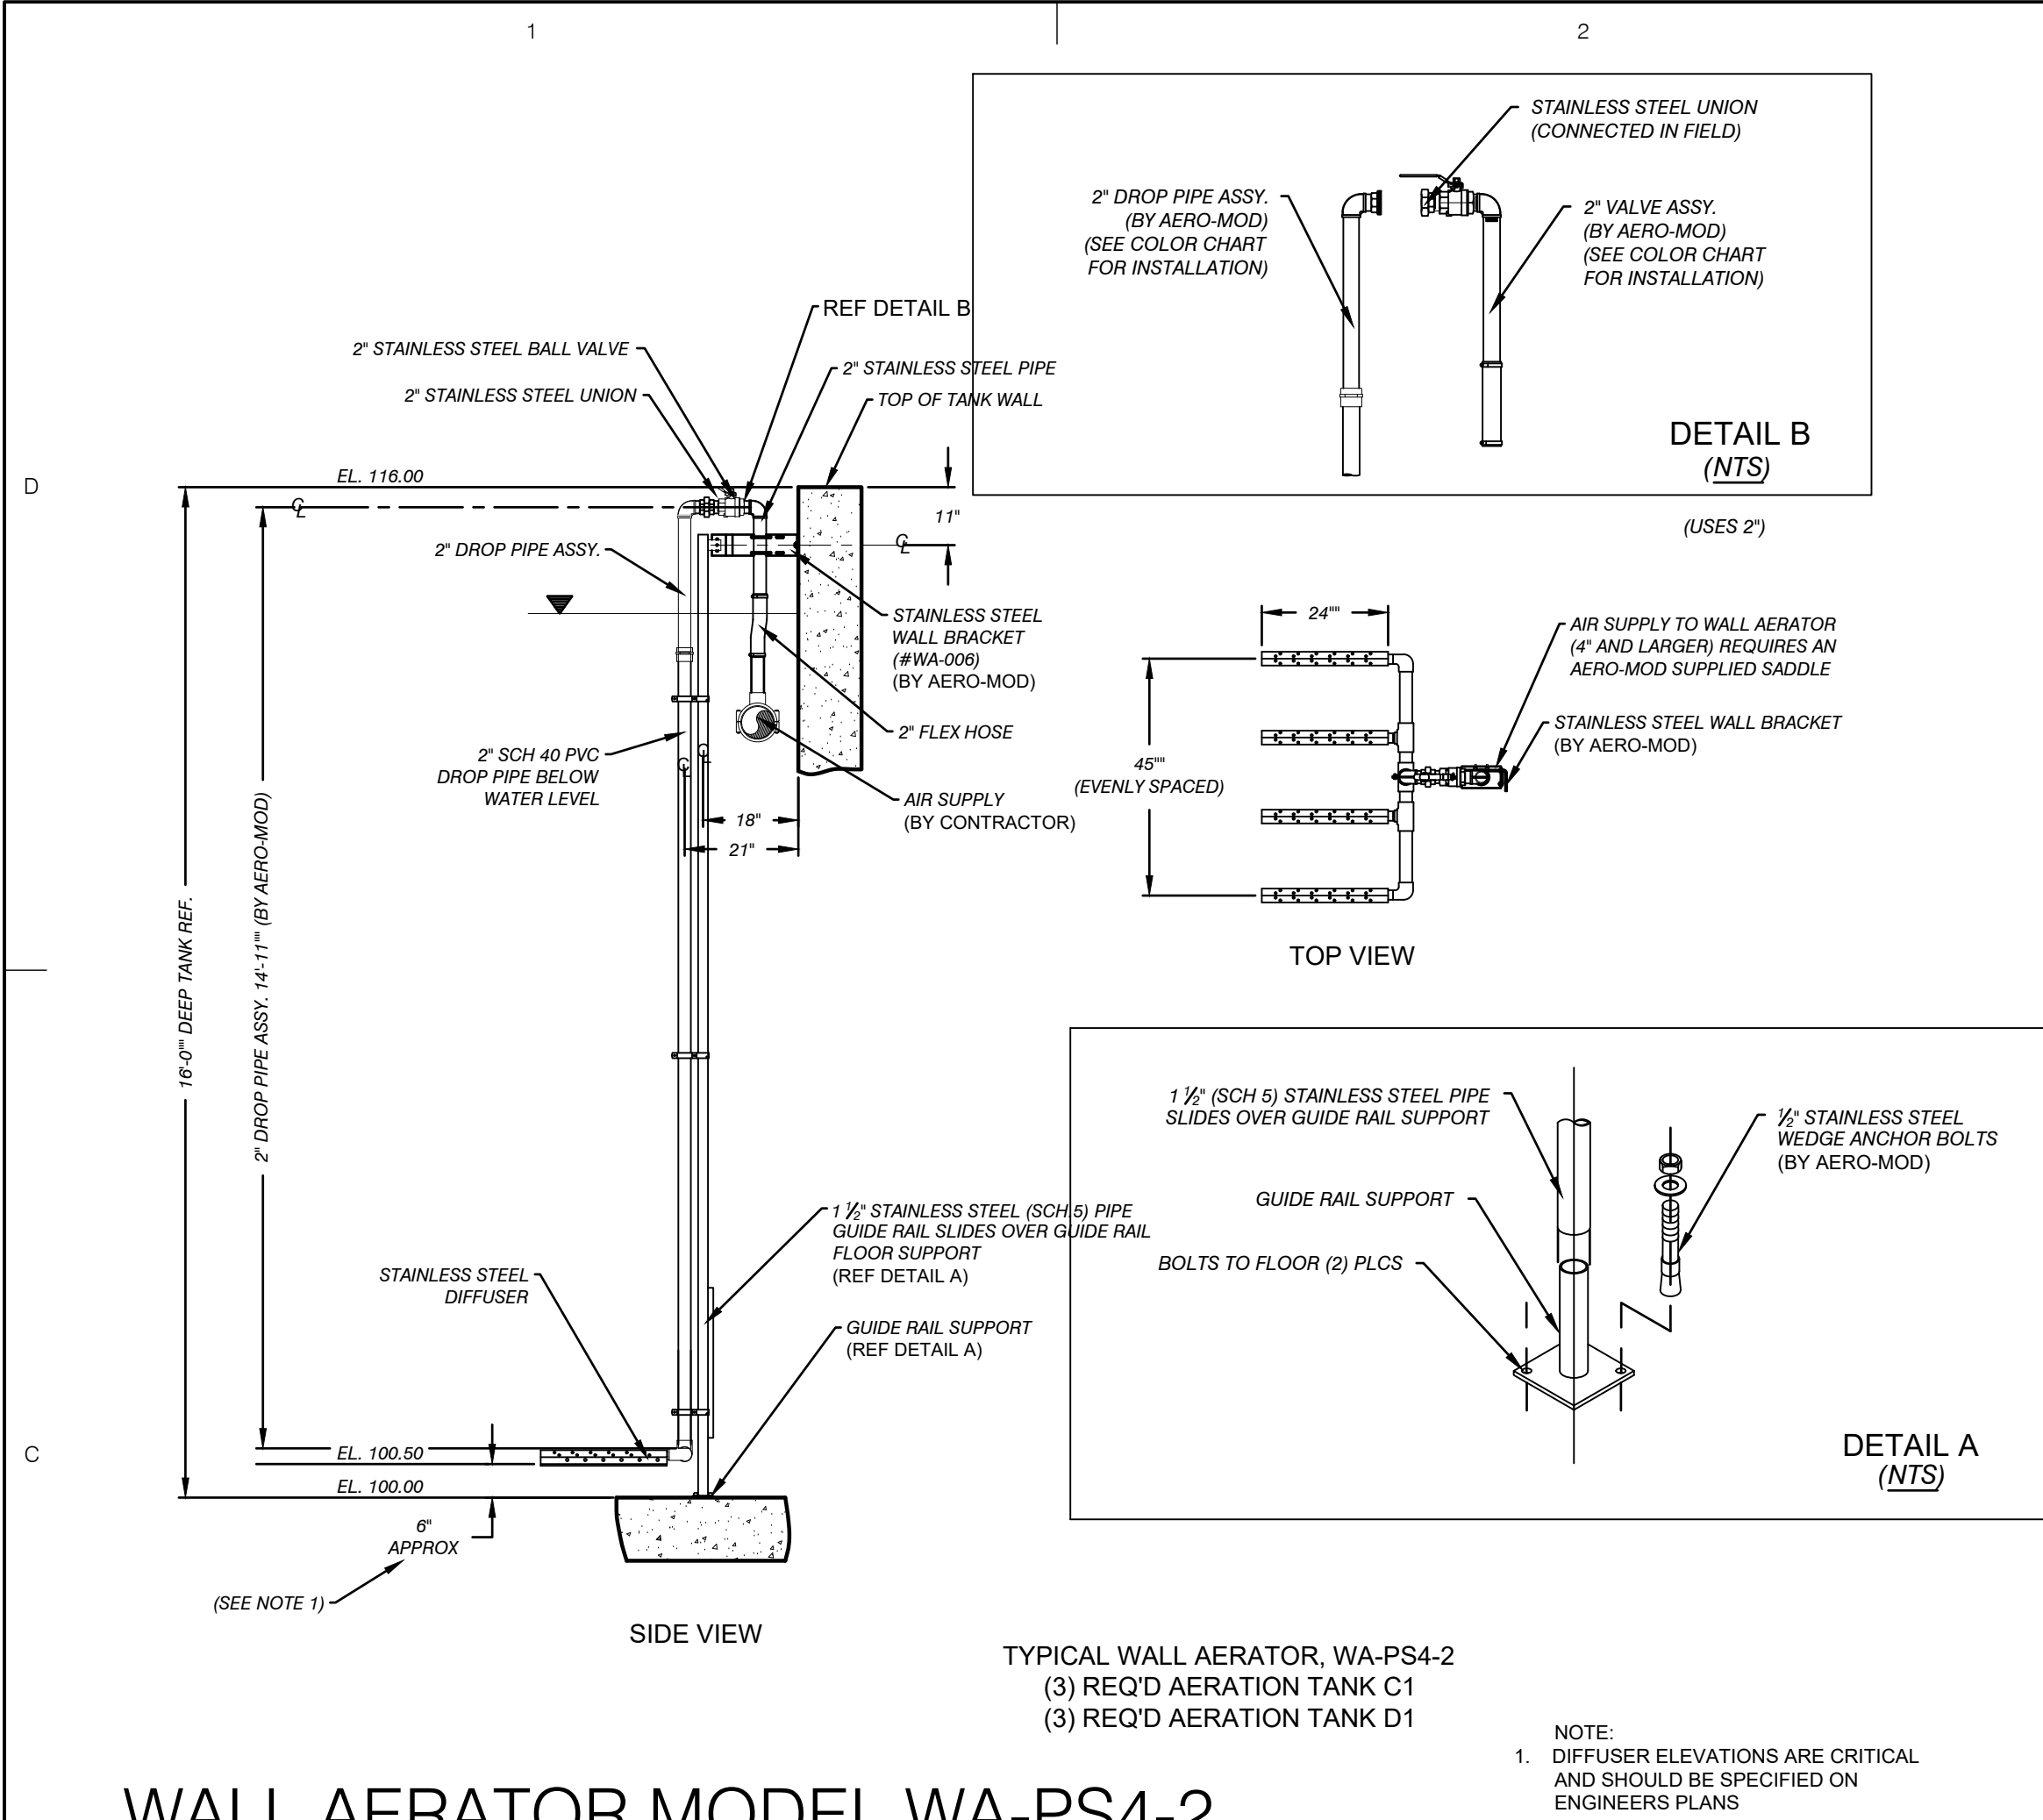 1
2
D
C
STAINLESS STEEL UNION
(CONNECTED IN FIELD)
2" DROP PIPE ASSY.
(BY AERO-MOD)
(SEE COLOR CHART
FOR INSTALLATION)
2" VALVE ASSY.
(BY AERO-MOD)
(SEE COLOR CHART
FOR INSTALLATION)
DETAIL B
(NTS)
(USES 2")
REF DETAIL B
2" STAINLESS STEEL BALL VALVE
2" STAINLESS STEEL UNION
2" STAINLESS STEEL PIPE
TOP OF TANK WALL
EL. 116.00
CL
11"
CL
2" DROP PIPE ASSY.
STAINLESS STEEL
WALL BRACKET
(#WA-006)
(BY AERO-MOD)
2" FLEX HOSE
2" SCH 40 PVC
DROP PIPE BELOW
WATER LEVEL
CL
CL
AIR SUPPLY
(BY CONTRACTOR)
18"
21"
16'-0"" DEEP TANK REF.
2" DROP PIPE ASSY. 14'-11"" (BY AERO-MOD)
1 1/2" STAINLESS STEEL (SCH 5) PIPE
GUIDE RAIL SLIDES OVER GUIDE RAIL
FLOOR SUPPORT
(REF DETAIL A)
STAINLESS STEEL
DIFFUSER
GUIDE RAIL SUPPORT
(REF DETAIL A)
EL. 100.50
EL. 100.00
6"
APPROX
(SEE NOTE 1)
SIDE VIEW
24""
45""
(EVENLY SPACED)
AIR SUPPLY TO WALL AERATOR
(4" AND LARGER) REQUIRES AN
AERO-MOD SUPPLIED SADDLE
STAINLESS STEEL WALL BRACKET
(BY AERO-MOD)
TOP VIEW
1 1/2" (SCH 5) STAINLESS STEEL PIPE
SLIDES OVER GUIDE RAIL SUPPORT
GUIDE RAIL SUPPORT
BOLTS TO FLOOR (2) PLCS
1/2" STAINLESS STEEL
WEDGE ANCHOR BOLTS
(BY AERO-MOD)
DETAIL A
(NTS)
TYPICAL WALL AERATOR, WA-PS4-2
(3) REQ'D AERATION TANK C1
(3) REQ'D AERATION TANK D1
NOTE:
1. DIFFUSER ELEVATIONS ARE CRITICAL
AND SHOULD BE SPECIFIED ON
ENGINEERS PLANS
WALL AERATOR MODEL WA-PS4-2